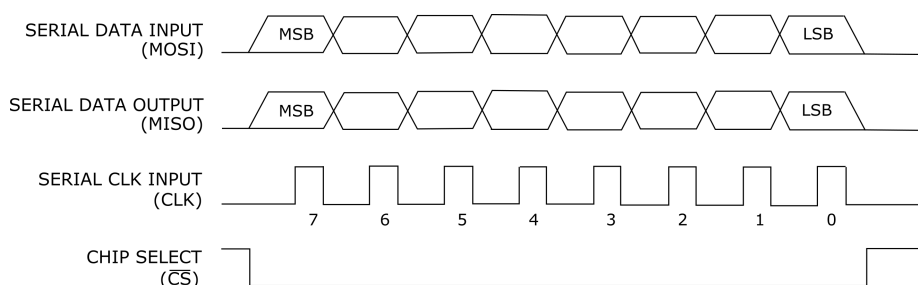 SERIAL DATA INPUT
(MOSI)
MSB LSB
SERIAL DATA OUTPUT
(MISO)
MSB LSB
SERIAL CLK INPUT
(CLK)
7 6 5 4 3 2 1 0
CHIP SELECT
(C̅S̅)